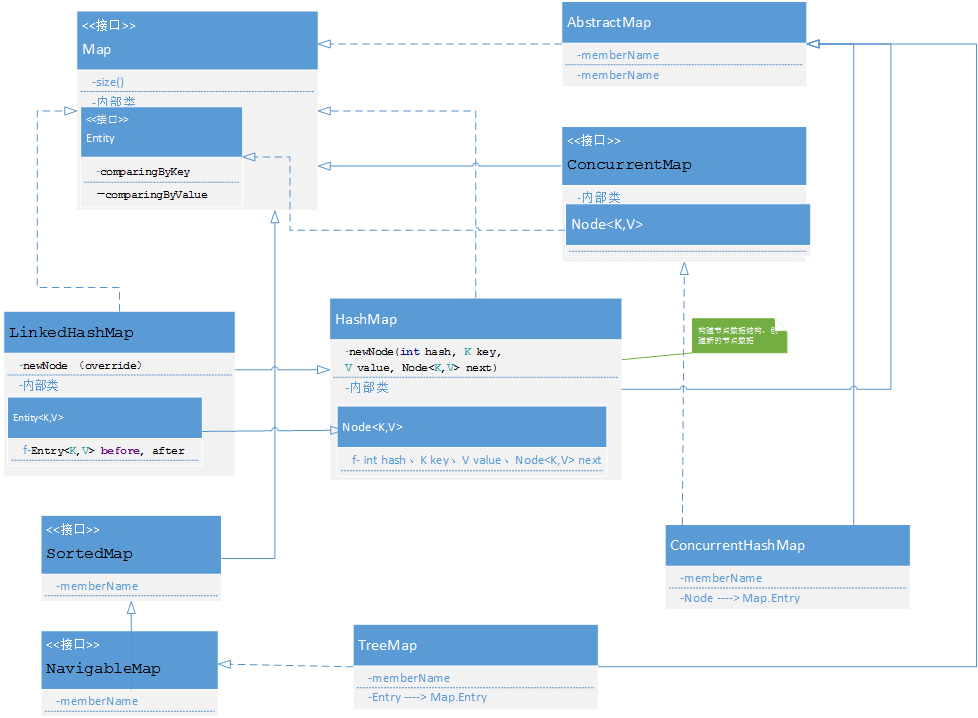 <<接口>>
Map
-size()
-内部类
<<接口>>
Entity
-comparingByKey
-comparingByValue
AbstractMap
-memberName
-memberName
<<接口>>
ConcurrentMap
-内部类
Node<K,V>
LinkedHashMap
-newNode （override）
-内部类
Entity<K,V>
f-Entry<K,V> before, after
HashMap
-newNode(int hash, K key,
V value, Node<K,V> next)
-内部类
Node<K,V>
f- int hash、K key、V value、Node<K,V> next
构建节点数据结构，创
建新的节点数据
<<接口>>
SortedMap
-memberName
ConcurrentHashMap
-memberName
-Node ----> Map.Entry
<<接口>>
NavigableMap
-memberName
TreeMap
-memberName
-Entry ----> Map.Entry